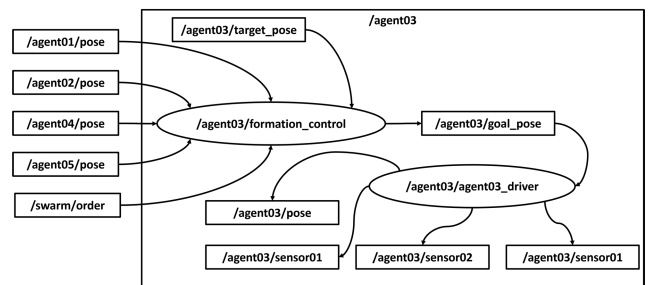 /agent03
/agent01/pose
/agent03/target_pose
/agent02/pose
/agent04/pose
/agent03/formation_control
/agent03/goal_pose
/agent05/pose
/agent03/agent03_driver
/swarm/order
/agent03/pose
/agent03/sensor01
/agent03/sensor02
/agent03/sensor01